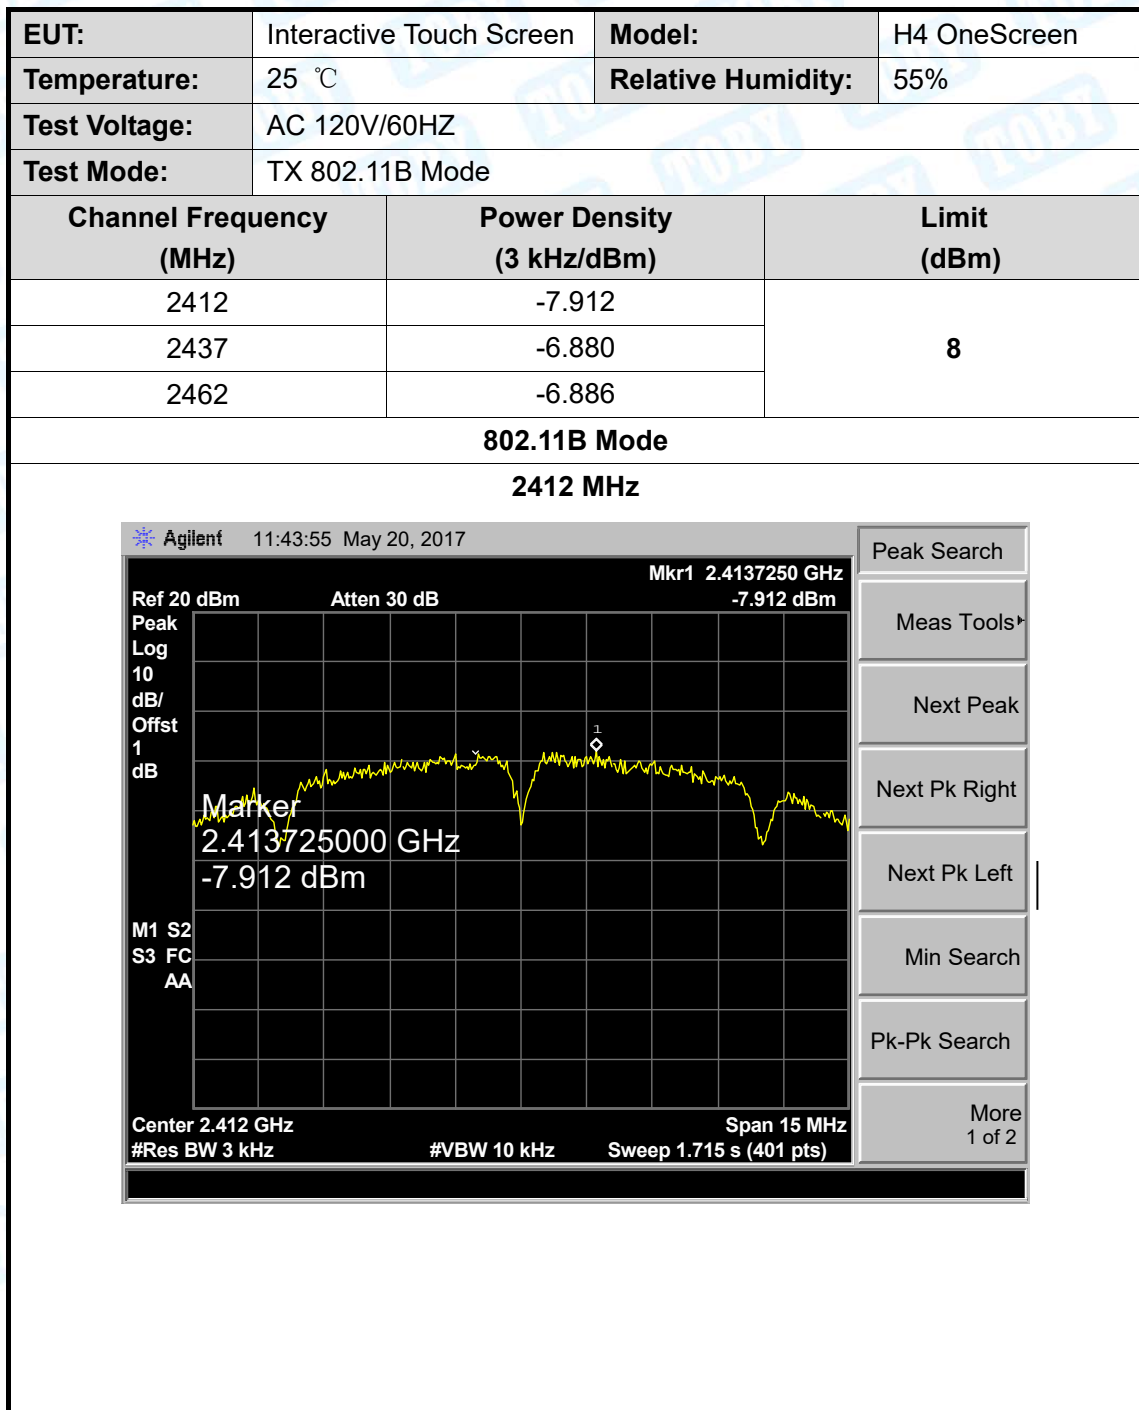 EUT: Interactive Touch Screen Model: H4 OneScreen
Temperature: 25 ℃ Relative Humidity: 55%
Test Voltage: AC 120V/60HZ
Test Mode: TX 802.11B Mode
Channel Frequency (MHz) Power Density (3 kHz/dBm) Limit (dBm)
2412 -7.912 8
2437 -6.880
2462 -6.886
802.11B Mode
2412 MHz
Agilent 11:43:55 May 20, 2017
Mkr1 2.4137250 GHz
Ref 20 dBm Atten 30 dB -7.912 dBm
Peak
Log
10
dB/
Offst
1
dB
1
Marker
2.413725000 GHz
-7.912 dBm
M1 S2
S3 FC
AA
Center 2.412 GHz Span 15 MHz
#Res BW 3 kHz #VBW 10 kHz Sweep 1.715 s (401 pts)
Peak Search
Meas Tools
Next Peak
Next Pk Right
Next Pk Left
Min Search
Pk-Pk Search
More
1 of 2
TOBY
TOBY
TOBY
TOBY